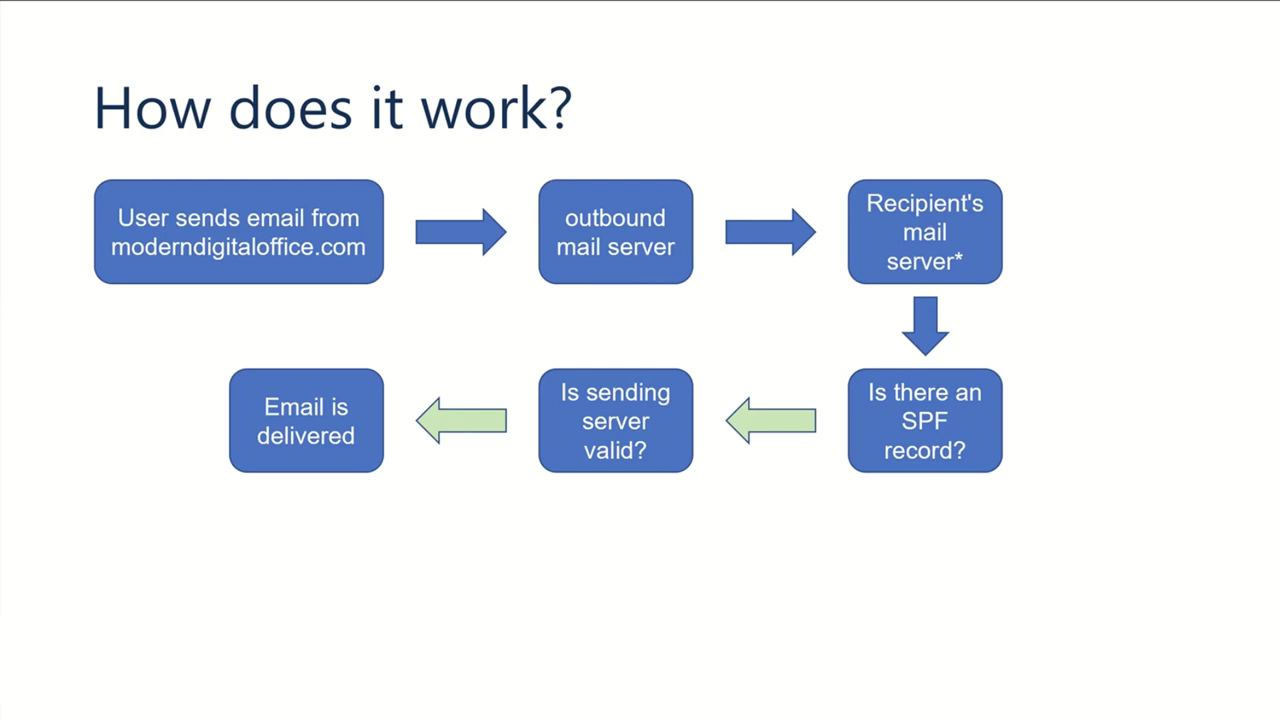 How does it work?
User sends email from
moderndigitaloffice.com
outbound
mail server
Recipient's
mail
server*
Email is
delivered
Is sending
server
valid?
Is there an
SPF
record?